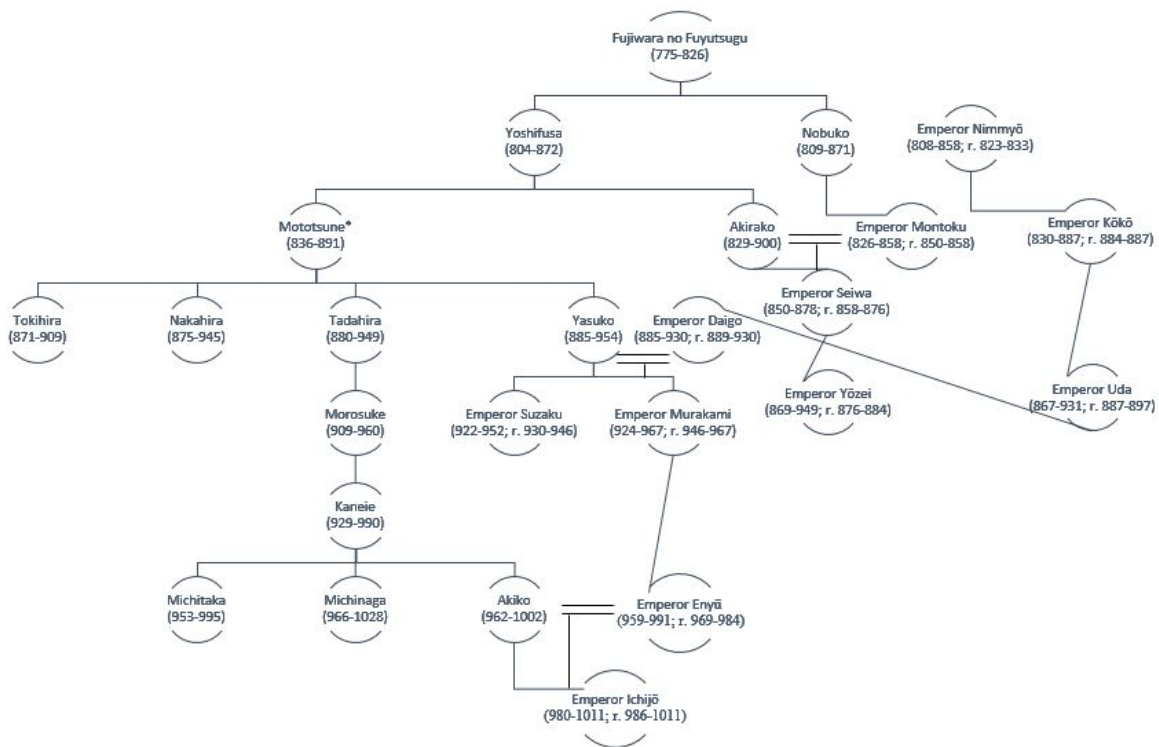 Fujiwara no Fuyutsugu
(775-826)
Yoshifusa
(804-872)
Nobuko
(809-871)
Emperor Nimmyō
(808-858; r. 823-833)
Mototsune*
(836-891)
Akirako
(829-900)
Emperor Montoku
(826-858; r. 850-858)
Emperor Kōkō
(830-887; r. 884-887)
Tokihira
(871-909)
Nakahira
(875-945)
Tadahira
(880-949)
Yasuko
(885-954)
Emperor Daigo
(885-930; r. 889-930)
Emperor Seiwa
(850-878; r. 858-876)
Morosuke
(909-960)
Emperor Suzaku
(922-952; r. 930-946)
Emperor Murakami
(924-967; r. 946-967)
Emperor Yōzei
(869-949; r. 876-884)
Emperor Uda
(867-931; r. 887-897)
Kaneie
(929-990)
Michitaka
(953-995)
Michinaga
(966-1028)
Akiko
(962-1002)
Emperor Enyū
(959-991; r. 969-984)
Emperor Ichijō
(980-1011; r. 986-1011)